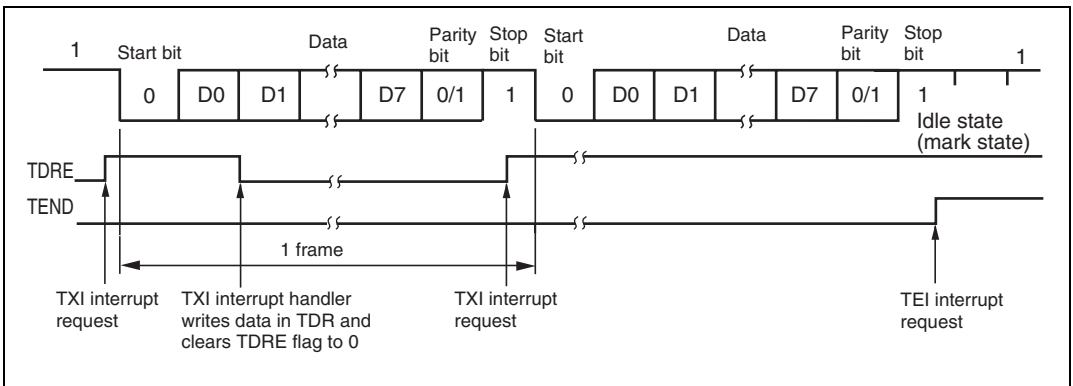 1 Start bit Data Parity bit Stop bit Start bit Data Parity bit Stop bit 1
0 D0 D1 D7 0/1 1 0 D0 D1 D7 0/1 1
Idle state
(mark state)
TDRE
TEND
1 frame
TXI interrupt
request
TXI interrupt handler
writes data in TDR and
clears TDRE flag to 0
TXI interrupt
request
TEI interrupt
request